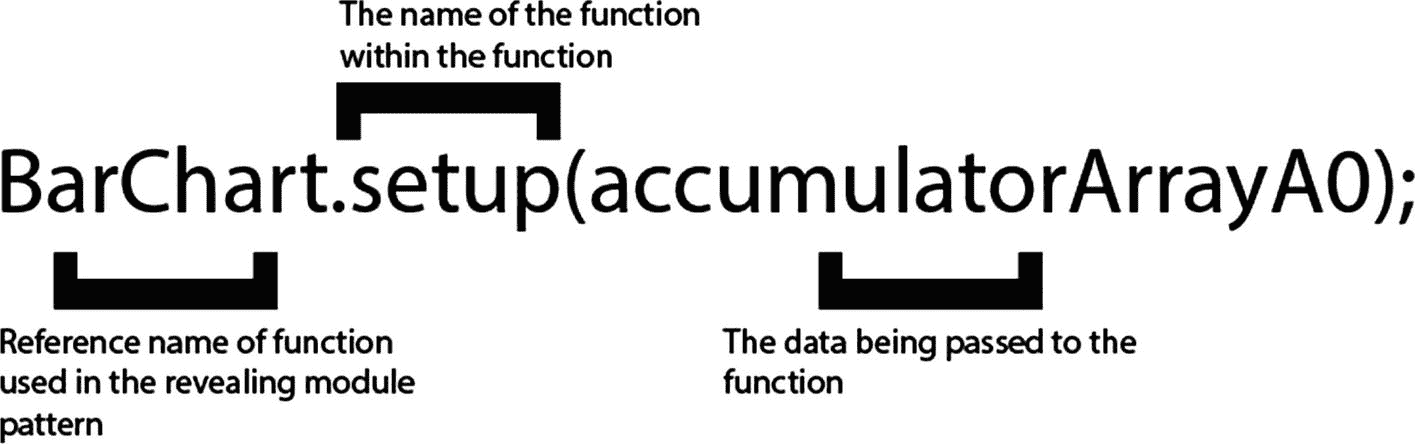 The name of the function
within the function
BarChart.setup(accumulatorArrayA0);
Reference name of function
used in the revealing module
pattern
The data being passed to the
function